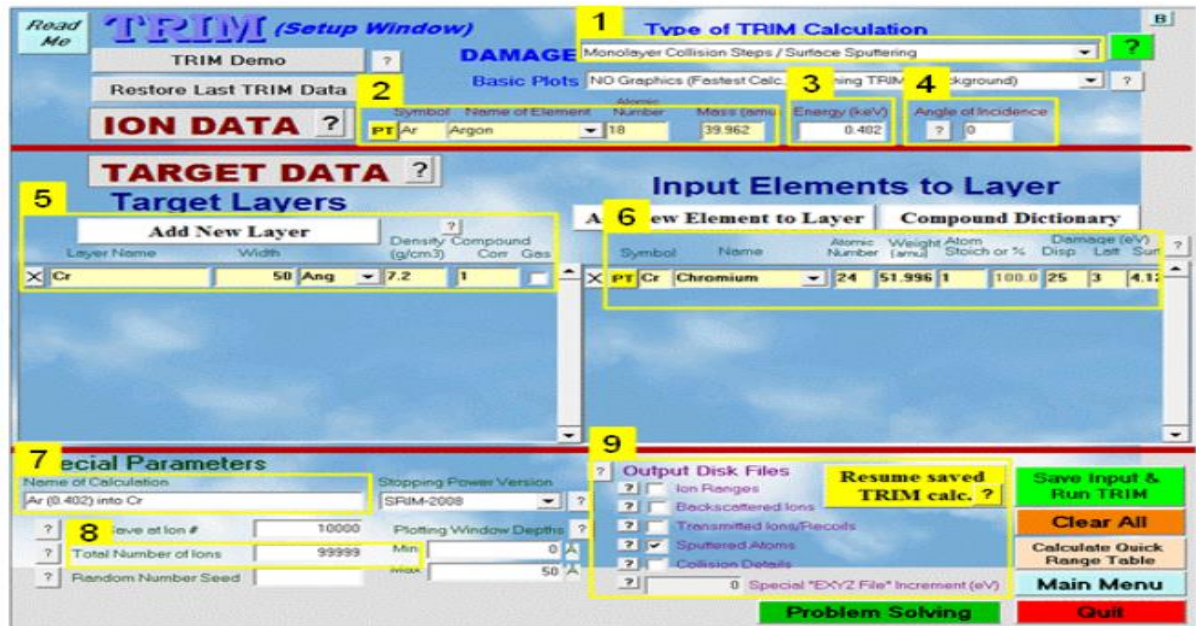 Read Me
TRIM (Setup Window)
1
Type of TRIM Calculation
B
TRIM Demo
?
DAMAGE
Monolayer Collision Steps / Surface Sputtering
?
Restore Last TRIM Data
Basic Plots
NO Graphics (Fastest Calc.
?
2
3
4
ION DATA ?
Symbol Name of Element Atomic Number Mass (amu)
Energy (keV)
Angle of Incidence
PT Ar Argon 18 39.962
0.402
? 0
TARGET DATA ?
Target Layers
Input Elements to Layer
5
Add New Layer
?
6
New Element to Layer
Compound Dictionary
Layer Name Width Density (g/cm3) Compound Corr Gas
Symbol Name Atomic Number Weight (amu) Atom Stoich or % Damage (eV) Disp Latt Surf
?
X Cr 50 Ang 7.2 1
X PT Cr Chromium 24 51.996 1 100.0 25 3 4.12
7
ecial Parameters
Name of Calculation
Stopping Power Version
Ar (0.402) into Cr
SRIM-2008 ?
? ave at Ion # 10000
Plotting Window Depths ?
8
? Total Number of Ions 99999
Min 0 Å
? Random Number Seed
Max 50 Å
9
? Output Disk Files
? Ion Ranges
? Backscattered Ions
? Transmitted Ions/Recoils
? Sputtered Atoms
? Collision Details
? 0 Special "EXYZ File" Increment (eV)
Resume saved
TRIM calc. ?
Save Input &
Run TRIM
Clear All
Calculate Quick
Range Table
Main Menu
Problem Solving
Quit